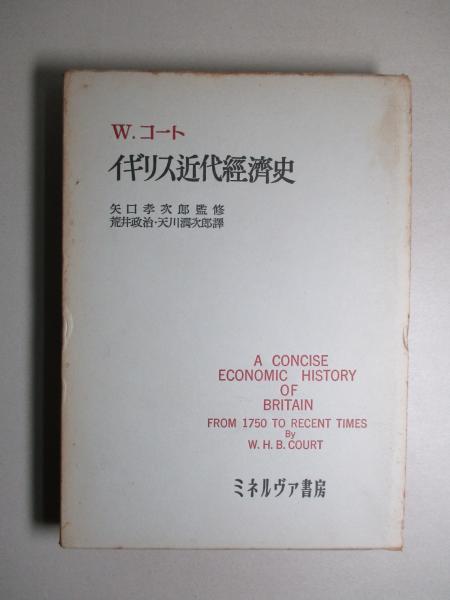 W. コート
イギリス近代經濟史
矢口孝次郎監修
荒井政治・天川潤次郎譯
A CONCISE
ECONOMIC HISTORY
OF
BRITAIN
FROM 1750 TO RECENT TIMES
By
W. H. B. COURT
ミネルヴァ書房